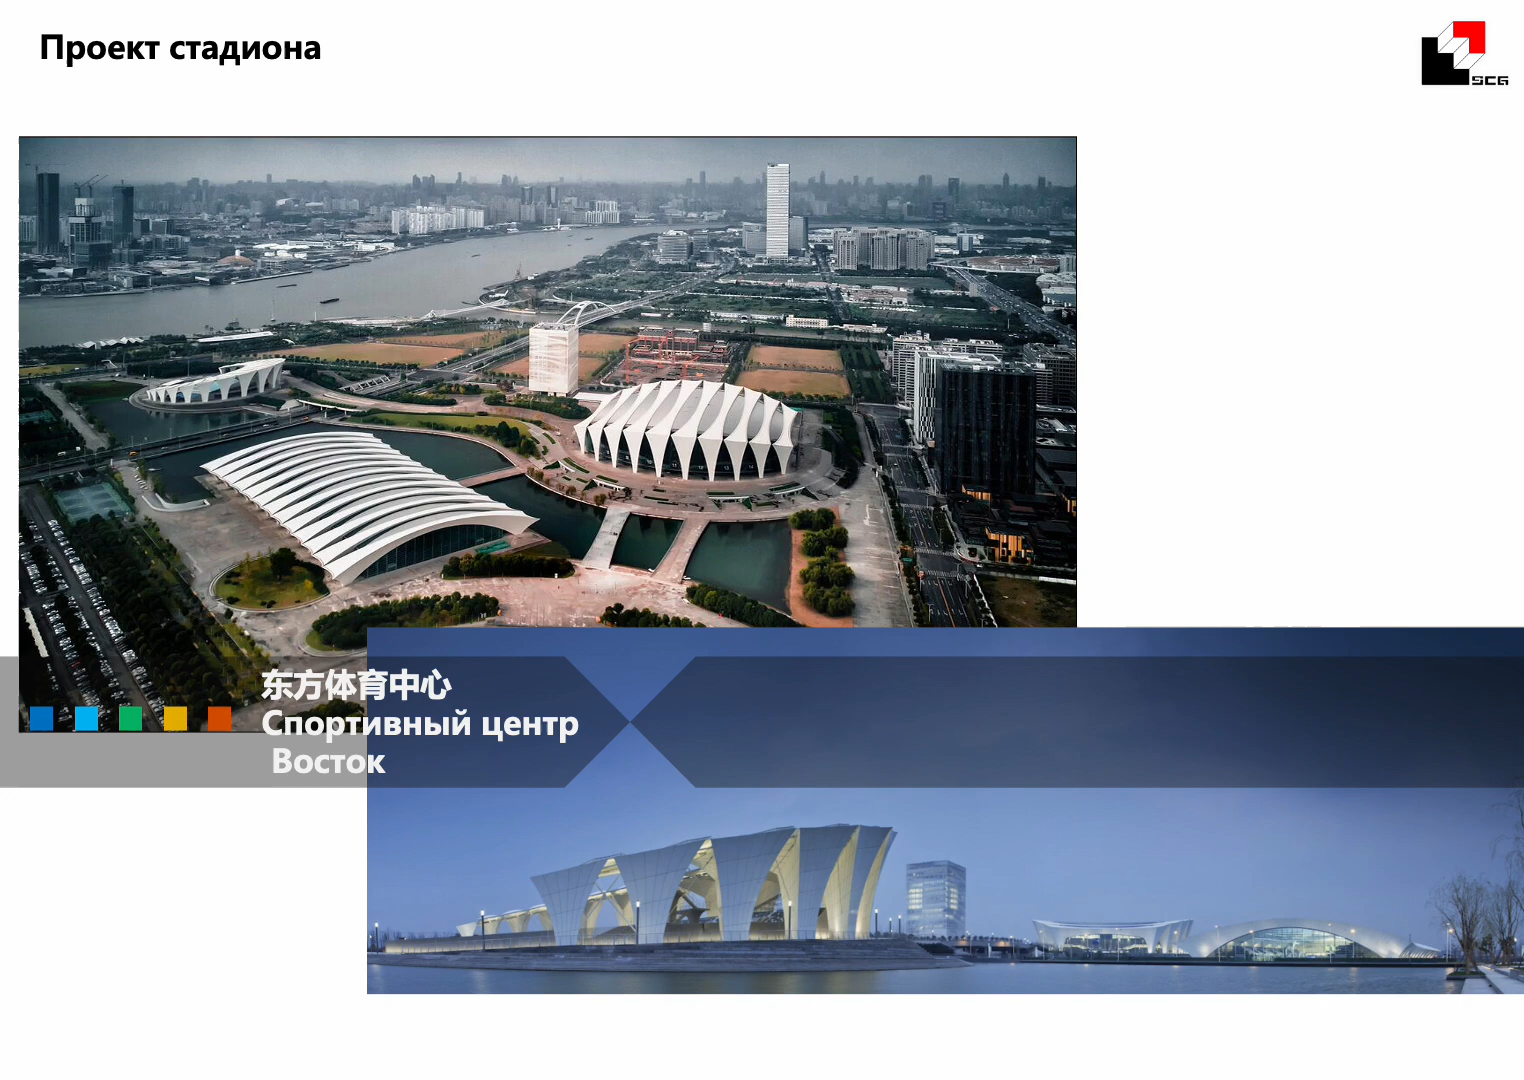 Проект стадиона
SCG
东方体育中心
Спортивный центр
Восток